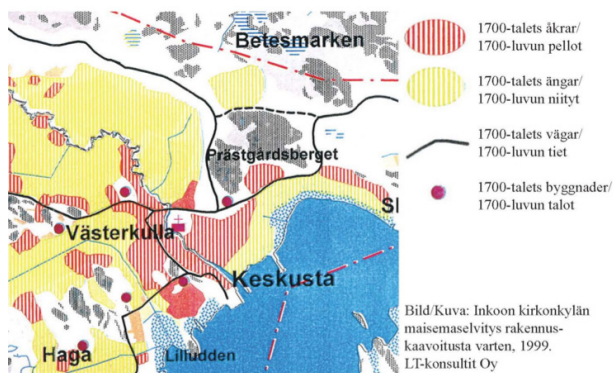 Betesmarken
Prästgårdsberget
Västerkulla
Keskusta
Haga
Lilludden
1700-talets åkrar/
1700-luvun pellot
1700-talets ängar/
1700-luvun niityt
1700-talets vägar/
1700-luvun tiet
1700-talets byggnader/
1700-luvun talot
Bild/Kuva: Inkoon kirkonkylän
maisemaselvitys rakennus-
kaavoitusta varten, 1999.
LT-konsultit Oy